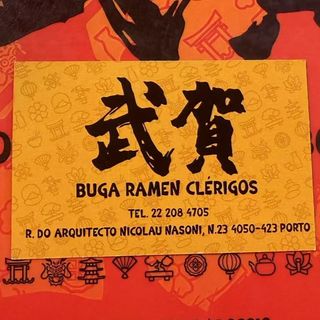 武賀
BUGA RAMEN CLÉRIGOS
TEL. 22 208 4705
R. DO ARQUITECTO NICOLAU NASONI, N.23 4050-423 PORTO